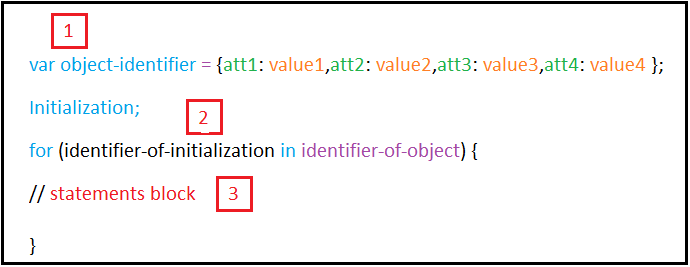 1
var object-identifier = {att1: value1,att2: value2,att3: value3,att4: value4 };
Initialization;
2
for (identifier-of-initialization in identifier-of-object) {
// statements block 3
}